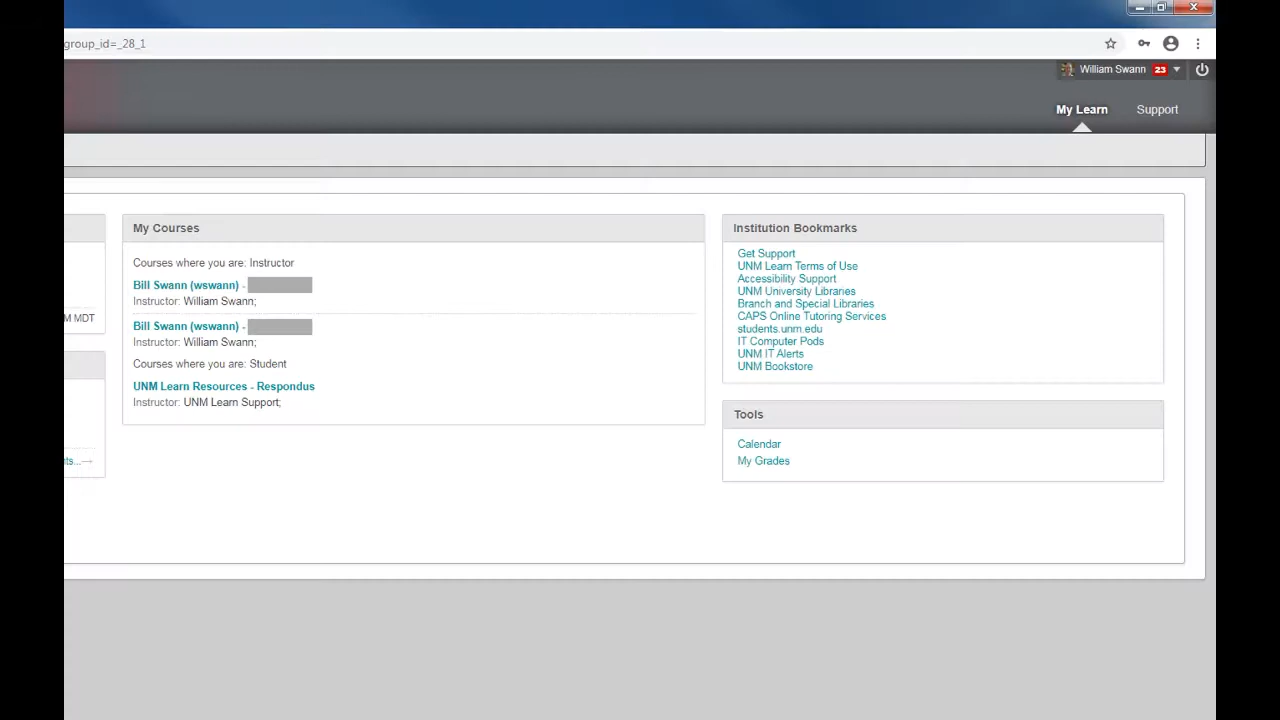 group_id=_28_1
William Swann 23
My Learn Support
M MDT
ts...→
My Courses
Courses where you are: Instructor
Bill Swann (wswann) -
Instructor: William Swann;
Bill Swann (wswann) -
Instructor: William Swann;
Courses where you are: Student
UNM Learn Resources - Respondus
Instructor: UNM Learn Support;
Institution Bookmarks
Get Support
UNM Learn Terms of Use
Accessibility Support
UNM University Libraries
Branch and Special Libraries
CAPS Online Tutoring Services
students.unm.edu
IT Computer Pods
UNM IT Alerts
UNM Bookstore
Tools
Calendar
My Grades